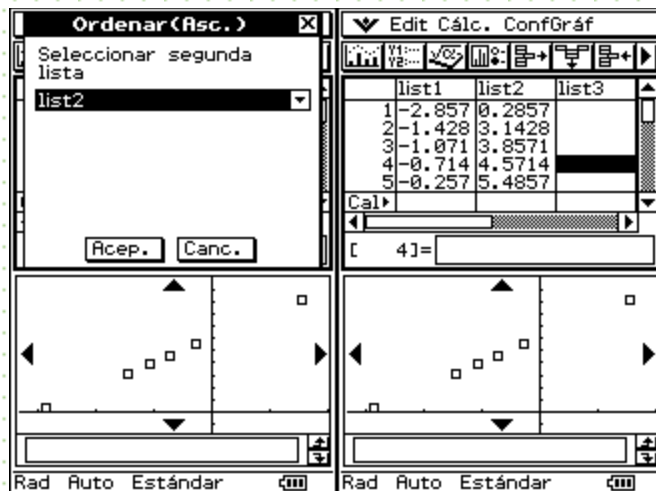 Ordenar(Asc.)
Seleccionar segunda
lista
list2
Acep. Canc.
Rad Auto Estándar
Edit Cálc. ConfGráf
Y1:
Y2:
list1 list2 list3
1 -2.857 0.2857
2 -1.428 3.1428
3 -1.071 3.8571
4 -0.714 4.5714
5 -0.257 5.4857
Cal
[ 4]=
Rad Auto Estándar